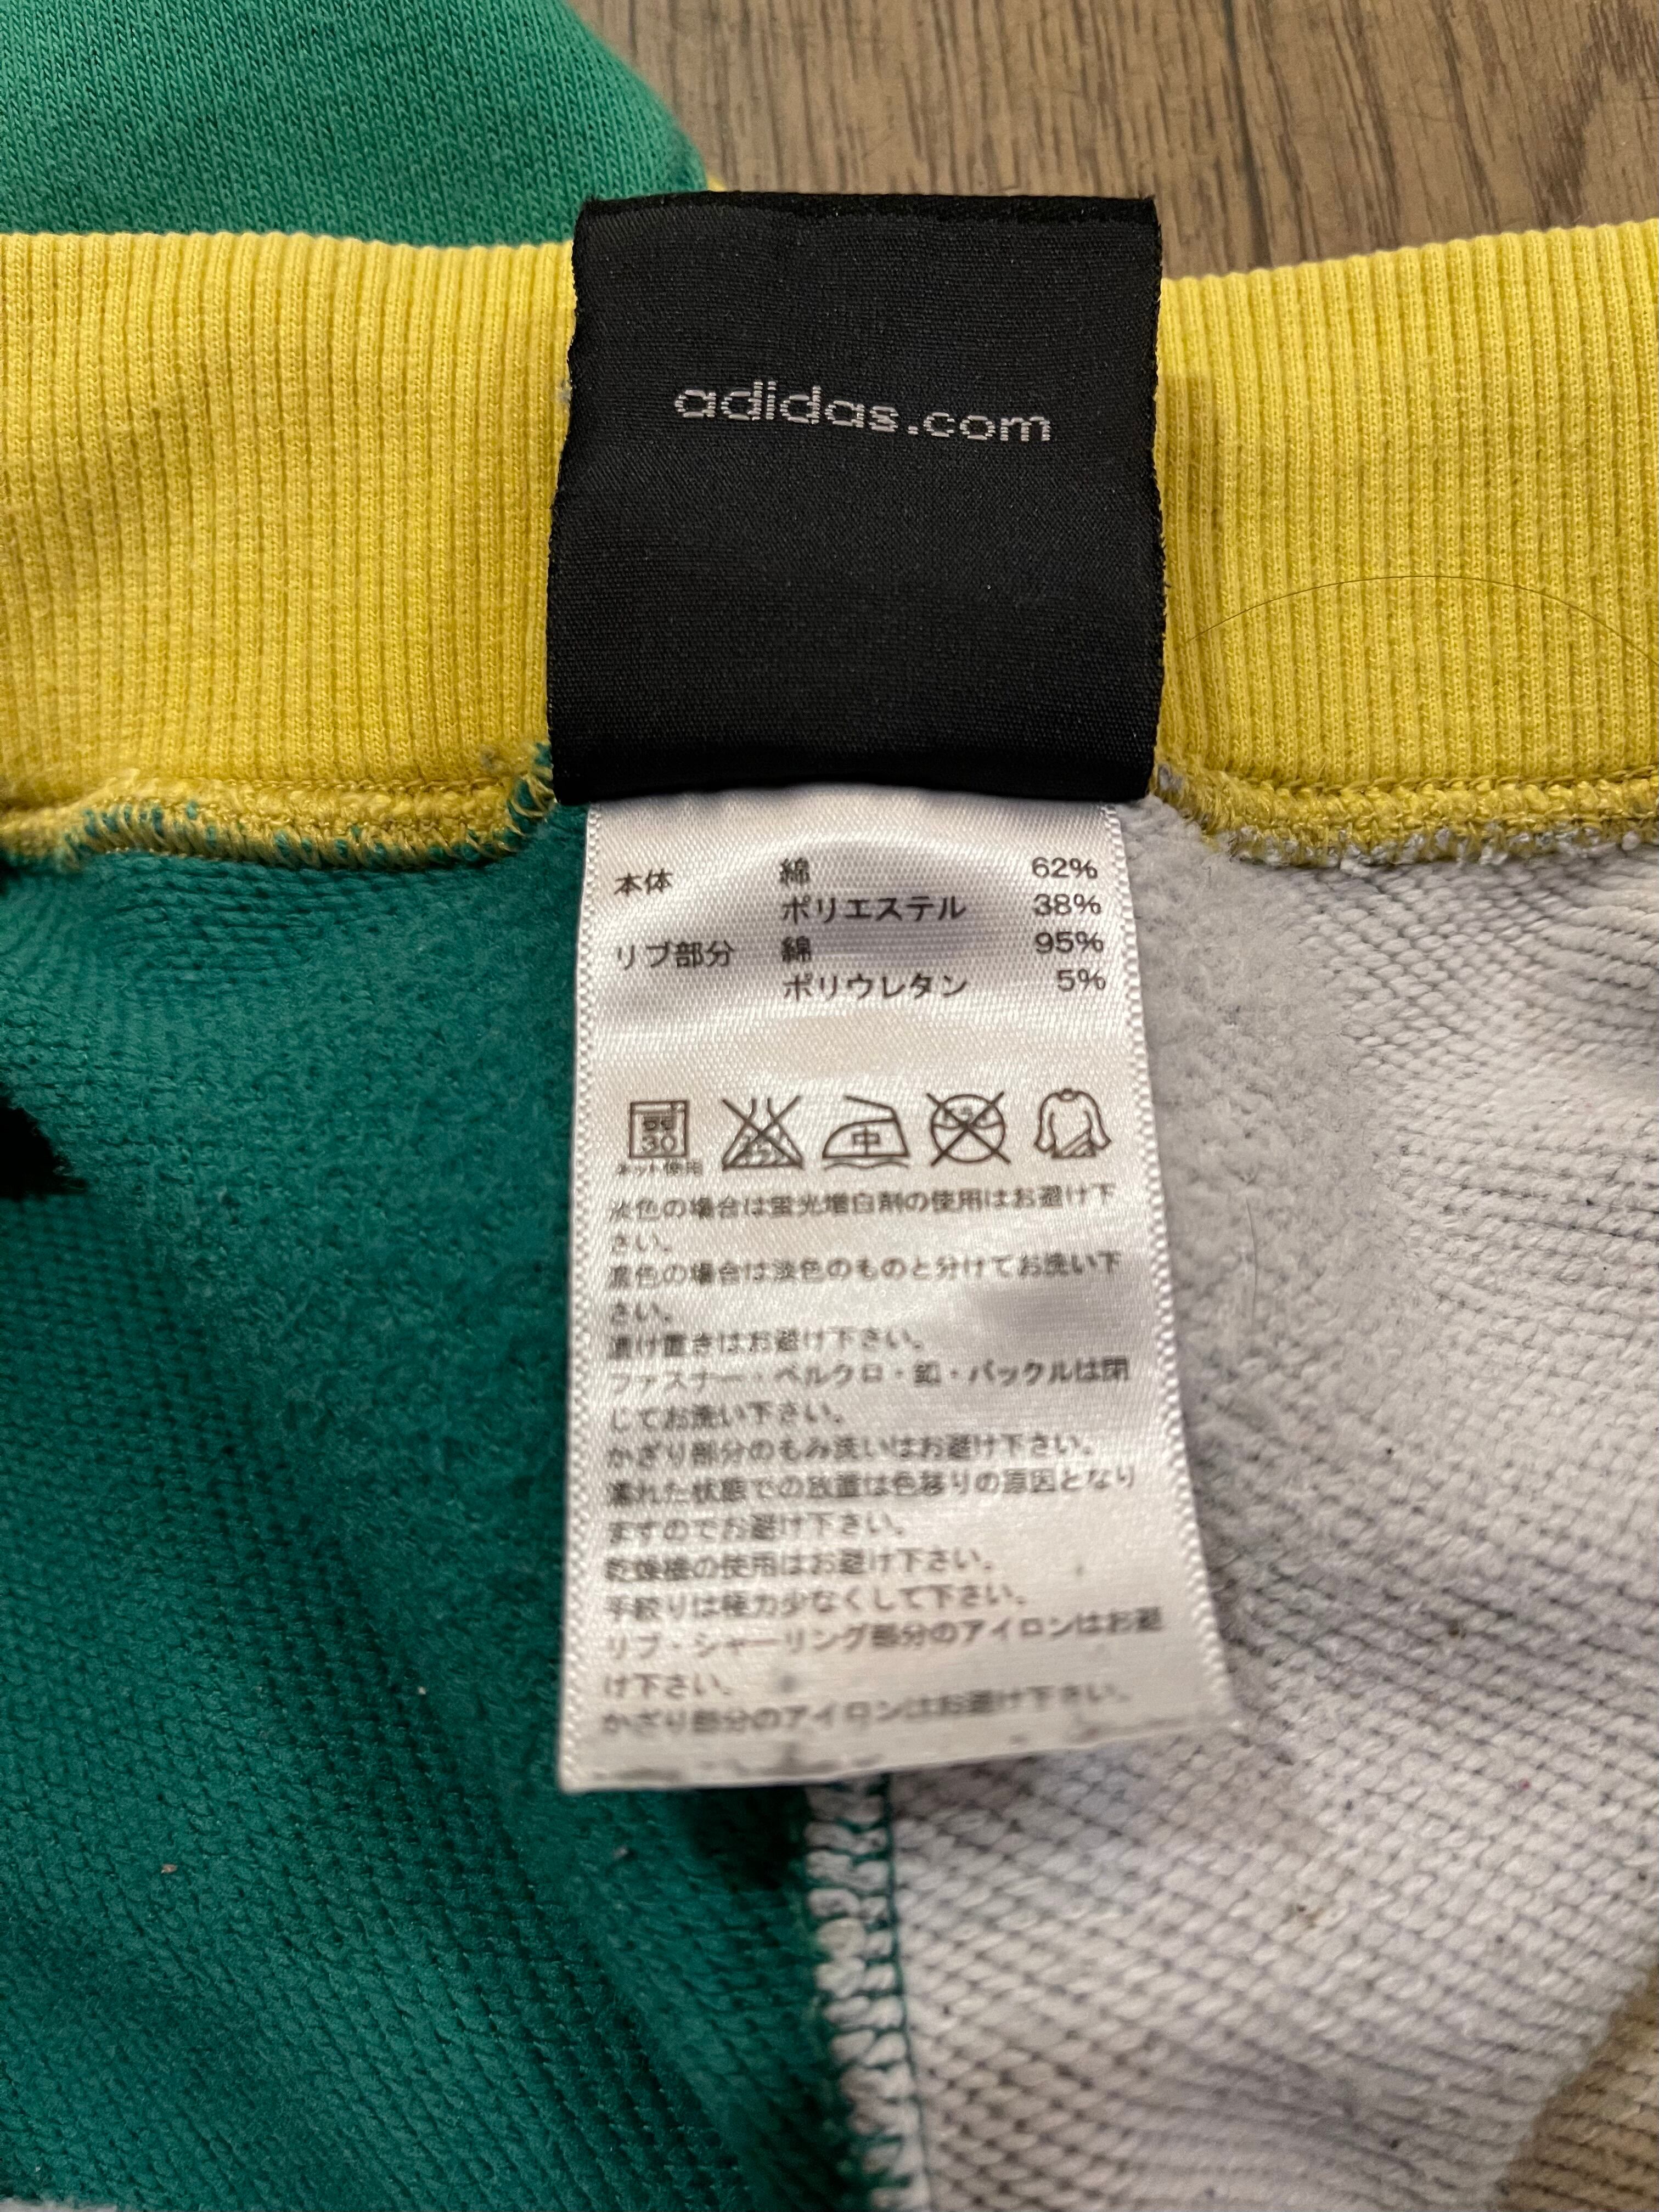 adidas.com
本体 綿 62%
ポリエステル 38%
リブ部分 綿 95%
ポリウレタン 5%
30 中
ネット使用
淡色の場合は蛍光増白剤の使用はお避け下
さい。
濃色の場合は淡色のものと分けてお洗い下
さい。
漬け置きはお避け下さい。
ファスナー・ベルクロ・釦・バックルは閉
じてお洗い下さい。
かざり部分のもみ洗いはお避け下さい。
濡れた状態での放置は色移りの原因となり
ますのでお避け下さい。
乾燥機の使用はお避け下さい。
手絞りは極力少なくして下さい。
リブ・シャーリング部分のアイロンはお避
け下さい。
かざり部分のアイロンはお避け下さい。